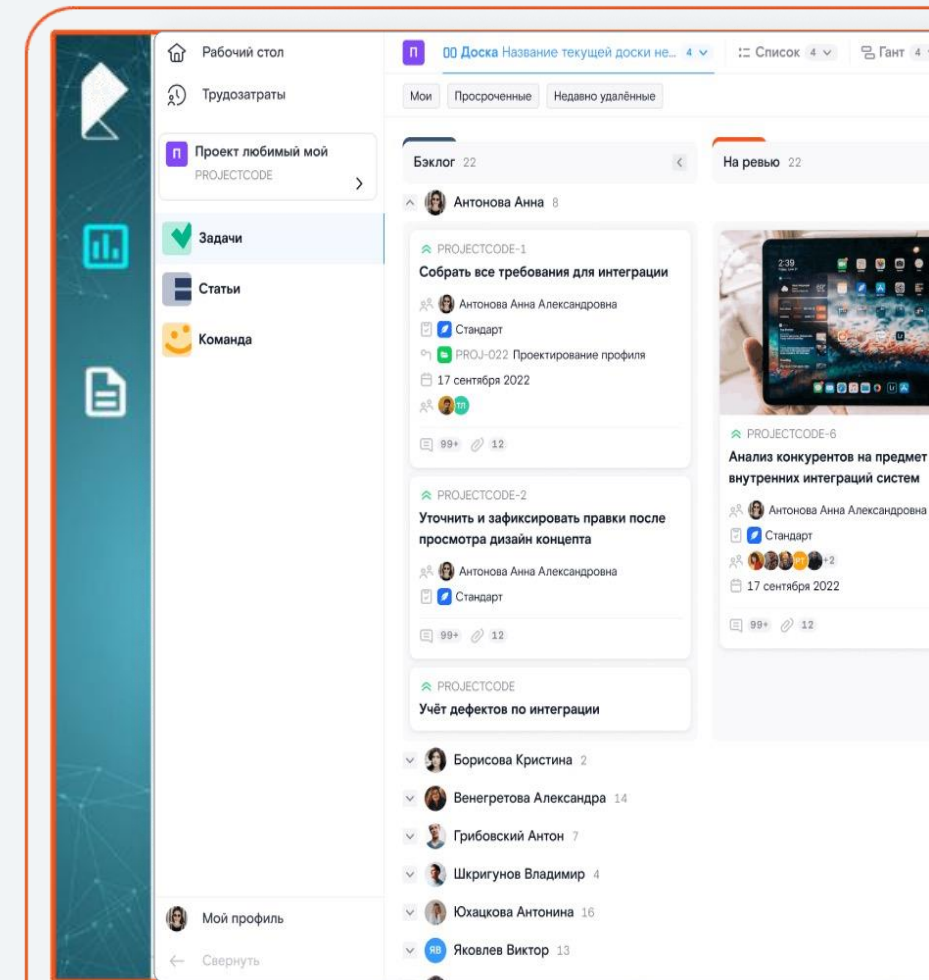 Рабочий стол
Трудозатраты
П Проект любимый мой
PROJECTCODE
Задачи
Статьи
Команда
Мой профиль
Свернуть
П Доска Название текущей доски не... 4
Список 4
Гант 4
Мои Просроченные Недавно удалённые
Бэклог 22
Антонова Анна 8
PROJECTCODE-1
Собрать все требования для интеграции
Антонова Анна Александровна
Стандарт
PROJ-022 Проектирование профиля
17 сентября 2022
ТЛ
99+ 12
PROJECTCODE-2
Уточнить и зафиксировать правки после
просмотра дизайн концепта
Антонова Анна Александровна
Стандарт
99+ 12
PROJECTCODE
Учёт дефектов по интеграции
На ревью 22
2:39
PROJECTCODE-6
Анализ конкурентов на предмет
внутренних интеграций систем
Антонова Анна Александровна
Стандарт
+2
17 сентября 2022
99+ 12
Борисова Кристина 2
Венегретова Александра 14
Грибовский Антон 7
Шкригунов Владимир 4
Юхацкова Антонина 16
ЯВ Яковлев Виктор 13